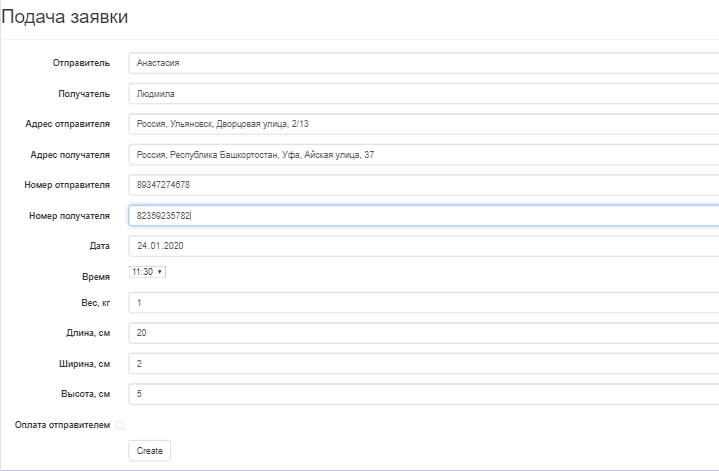 Подача заявки
Отправитель Анастасия
Получатель Людмила
Адрес отправителя Россия, Ульяновск, Дворцовая улица, 2/13
Адрес получателя Россия, Республика Башкортостан, Уфа, Айская улица, 37
Номер отправителя 89347274678
Номер получателя 82359235782
Дата 24.01.2020
Время 11:30
Вес, кг 1
Длина, см 20
Ширина, см 2
Высота, см 5
Оплата отправителем
Create